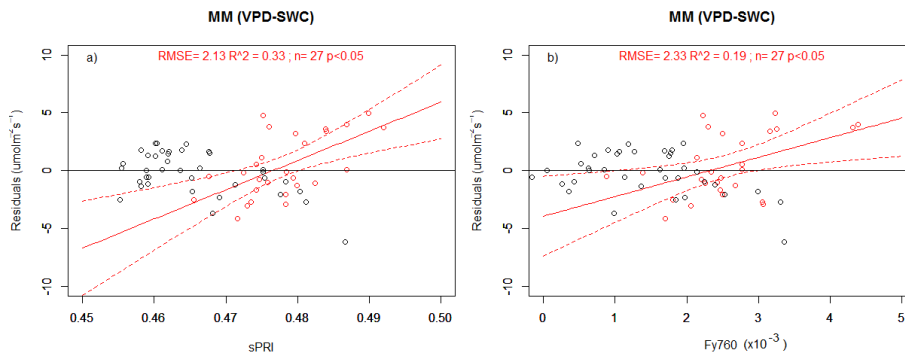 MM (VPD-SWC)
a)
RMSE= 2.13 R^2 = 0.33 ; n= 27 p<0.05
Residuals (umolm⁻²s⁻¹)
10
5
0
-5
-10
0.45 0.46 0.47 0.48 0.49 0.50
sPRI
MM (VPD-SWC)
b)
RMSE= 2.33 R^2 = 0.19 ; n= 27 p<0.05
Residuals (umolm⁻²s⁻¹)
10
5
0
-5
-10
0 1 2 3 4 5
Fy760 (x10⁻³)